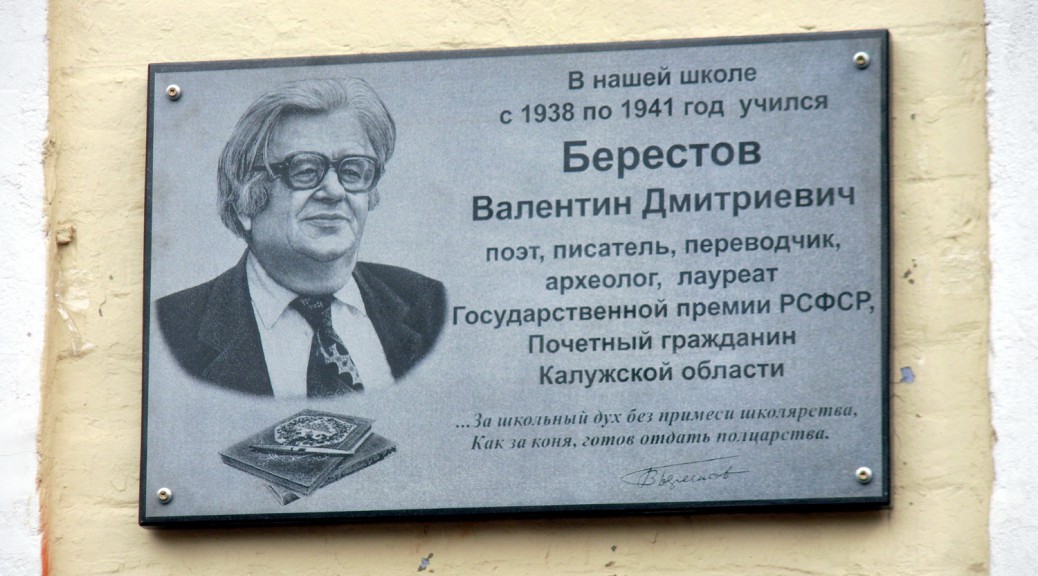 В нашей школе
с 1938 по 1941 год учился
Берестов
Валентин Дмитриевич
поэт, писатель, переводчик,
археолог, лауреат
Государственной премии РСФСР,
Почетный гражданин
Калужской области
...За школьный дух без примеси школярства,
Как за коня, готов отдать полцарства.
ВБерестов